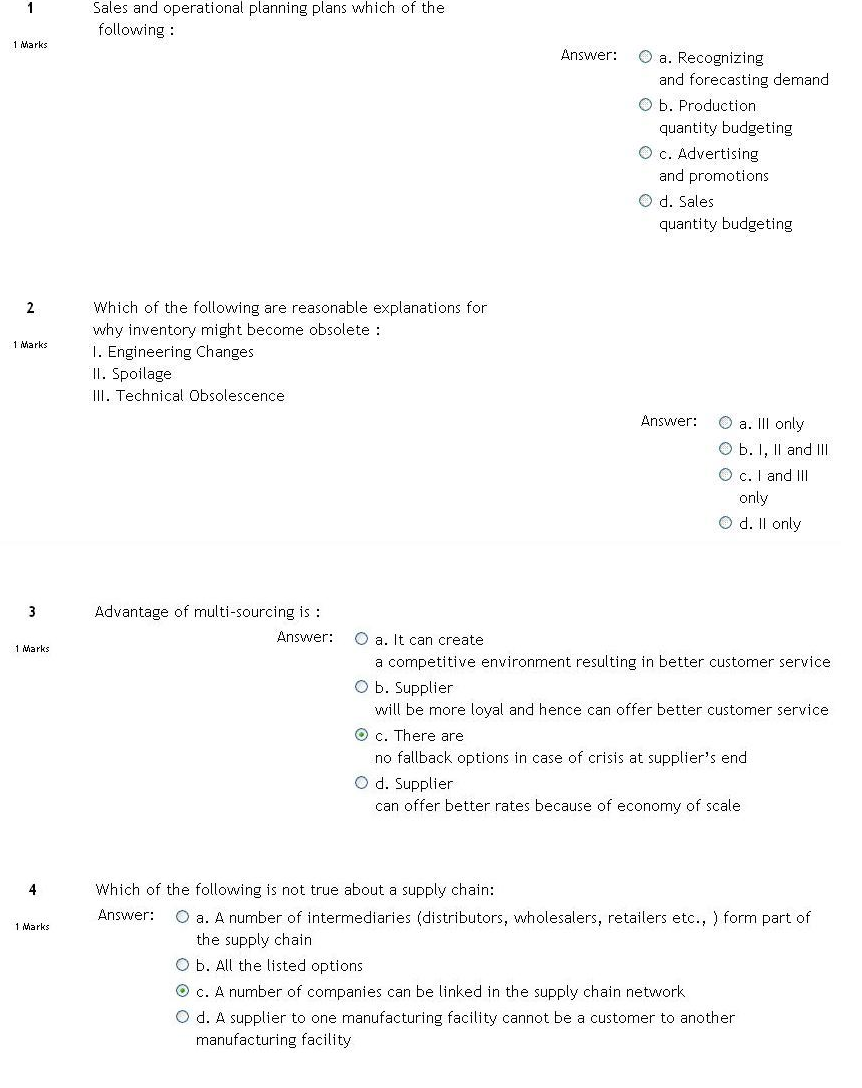 1
Sales and operational planning plans which of the
following :
1 Marks
Answer:
a. Recognizing
and forecasting demand
b. Production
quantity budgeting
c. Advertising
and promotions
d. Sales
quantity budgeting
2
Which of the following are reasonable explanations for
why inventory might become obsolete :
1 Marks
I. Engineering Changes
II. Spoilage
III. Technical Obsolescence
Answer:
a. III only
b. I, II and III
c. I and III
only
d. II only
3
Advantage of multi-sourcing is :
1 Marks
Answer:
a. It can create
a competitive environment resulting in better customer service
b. Supplier
will be more loyal and hence can offer better customer service
c. There are
no fallback options in case of crisis at supplier's end
d. Supplier
can offer better rates because of economy of scale
4
Which of the following is not true about a supply chain:
1 Marks
Answer:
a. A number of intermediaries (distributors, wholesalers, retailers etc., ) form part of
the supply chain
b. All the listed options
c. A number of companies can be linked in the supply chain network
d. A supplier to one manufacturing facility cannot be a customer to another
manufacturing facility